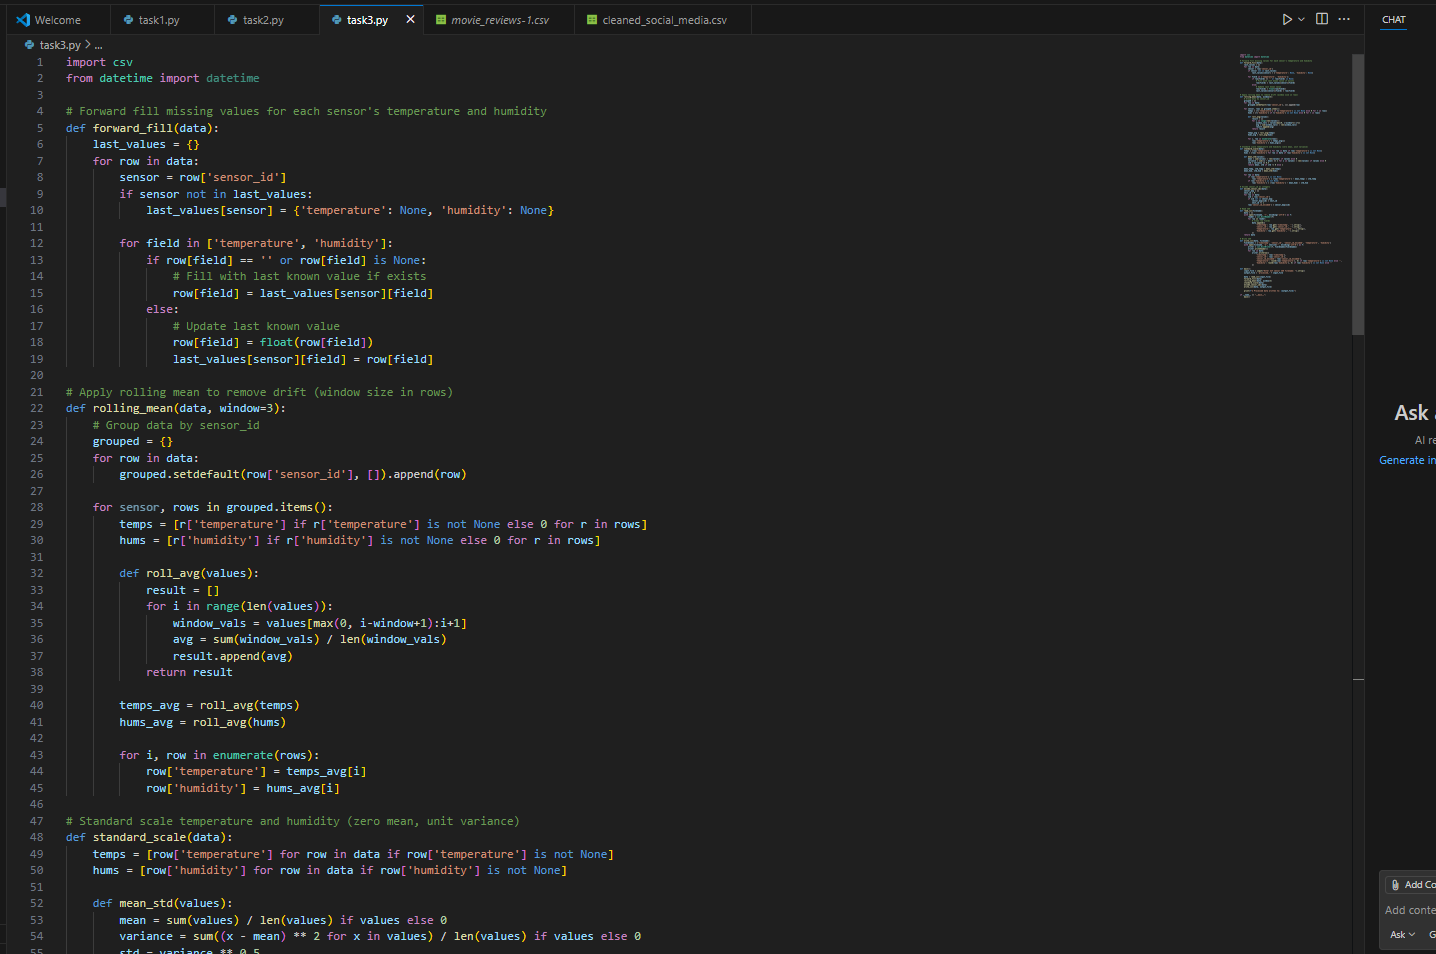 Welcome task1.py task2.py task3.py movie_reviews-1.csv cleaned_social_media.csv CHAT
task3.py > ...
1 import csv
2 from datetime import datetime
3
4 # Forward fill missing values for each sensor's temperature and humidity
5 def forward_fill(data):
6 last_values = {}
7 for row in data:
8 sensor = row['sensor_id']
9 if sensor not in last_values:
10 last_values[sensor] = {'temperature': None, 'humidity': None}
11
12 for field in ['temperature', 'humidity']:
13 if row[field] == '' or row[field] is None:
14 # Fill with last known value if exists
15 row[field] = last_values[sensor][field]
16 else:
17 # Update last known value
18 row[field] = float(row[field])
19 last_values[sensor][field] = row[field]
20
21 # Apply rolling mean to remove drift (window size in rows)
22 def rolling_mean(data, window=3):
23 # Group data by sensor_id
24 grouped = {}
25 for row in data:
26 grouped.setdefault(row['sensor_id'], []).append(row)
27
28 for sensor, rows in grouped.items():
29 temps = [r['temperature'] if r['temperature'] is not None else 0 for r in rows]
30 hums = [r['humidity'] if r['humidity'] is not None else 0 for r in rows]
31
32 def roll_avg(values):
33 result = []
34 for i in range(len(values)):
35 window_vals = values[max(0, i-window+1):i+1]
36 avg = sum(window_vals) / len(window_vals)
37 result.append(avg)
38 return result
39
40 temps_avg = roll_avg(temps)
41 hums_avg = roll_avg(hums)
42
43 for i, row in enumerate(rows):
44 row['temperature'] = temps_avg[i]
45 row['humidity'] = hums_avg[i]
46
47 # Standard scale temperature and humidity (zero mean, unit variance)
48 def standard_scale(data):
49 temps = [row['temperature'] for row in data if row['temperature'] is not None]
50 hums = [row['humidity'] for row in data if row['humidity'] is not None]
51
52 def mean_std(values):
53 mean = sum(values) / len(values) if values else 0
54 variance = sum((x - mean) ** 2 for x in values) / len(values) if values else 0
55 std = variance ** 0.5
Ask
AI re
Generate in
Add Co
Add conte
Ask G